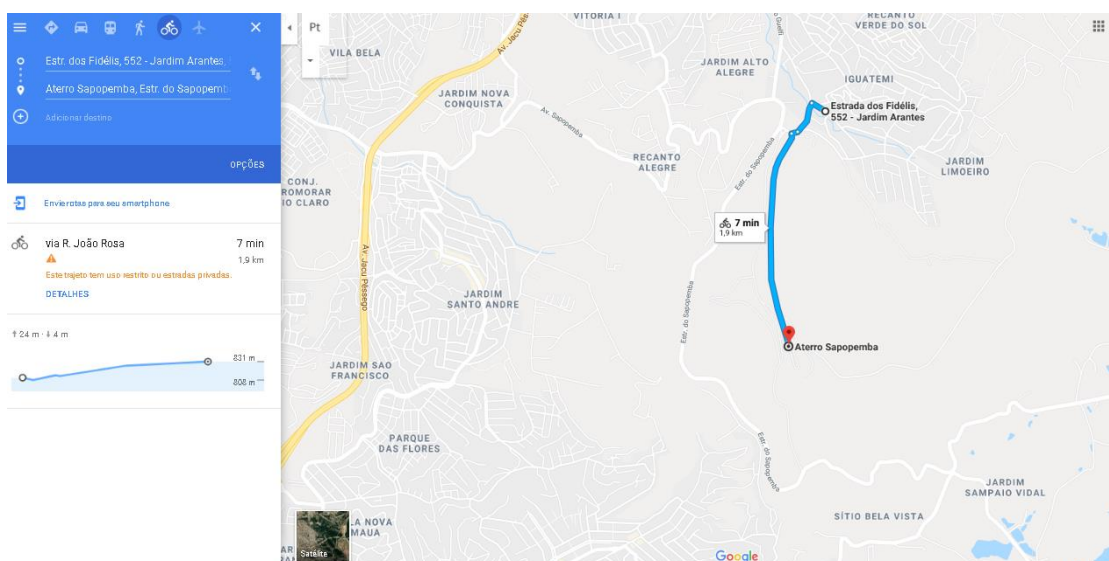 Estr. dos Fidélis, 552 - Jardim Arantes,
Aterro Sapopemba, Estr. do Sapopemb
Adicionar destino
OPÇÕES
Envie rotas para seu smartphone
via R. João Rosa
7 min
1,9 km
Este trajeto tem uso restrito ou estradas privadas.
DETALHES
24 m · 4 m
831 m
808 m
Pt
VITORIA I
RECANTO
VERDE DO SOL
VILA BELA
Av. Jacu Pês
JARDIM ALTO
ALEGRE
IGUATEMI
JARDIM NOVA
CONQUISTA
Av. Sapopemba
Estrada dos Fidélis,
552 - Jardim Arantes
RECANTO
ALEGRE
Estr. do Sapopemba
JARDIM
LIMOEIRO
CONJ.
ROMORAR
IO CLARO
7 min
1,9 km
Av. Jacu Pêssego
JARDIM
SANTO ANDRE
Estr. do Sapopemba
Aterro Sapopemba
JARDIM SAO
FRANCISCO
PARQUE
DAS FLORES
Estr. do Sapopemba
JARDIM
SAMPAIO VIDAL
SÍTIO BELA VISTA
A NOVA
MAUA
Satélite
Google